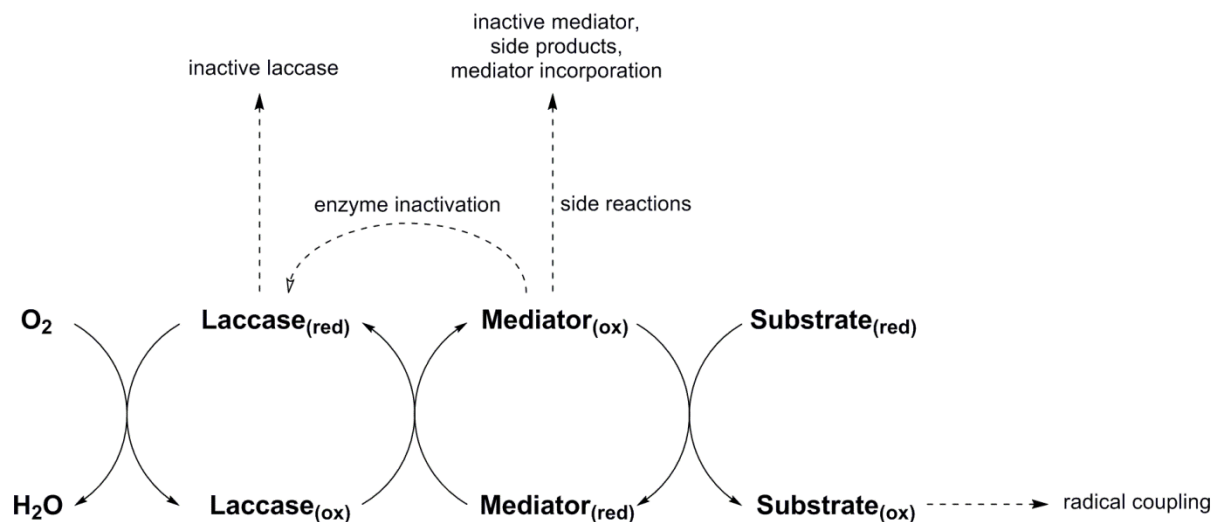 inactive mediator,
side products,
mediator incorporation
inactive laccase
enzyme inactivation
side reactions
O₂
Laccase(red)
Mediator(ox)
Substrate(red)
H₂O
Laccase(ox)
Mediator(red)
Substrate(ox)
radical coupling